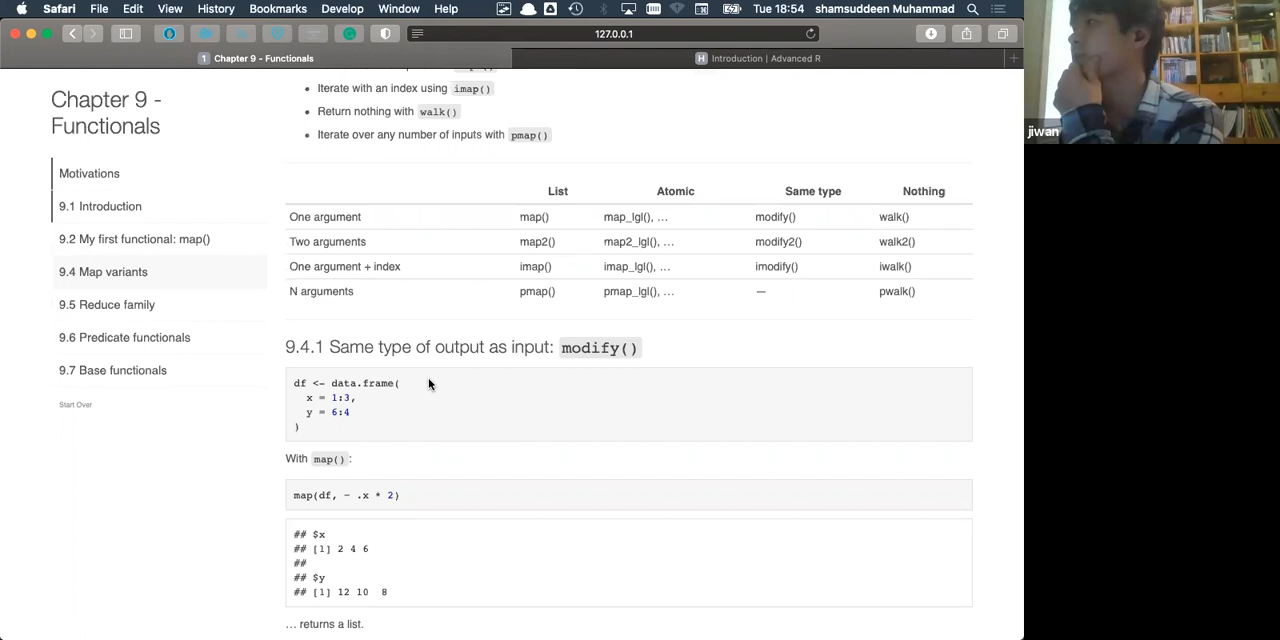 Safari File Edit View History Bookmarks Develop Window Help Tue 18:54 shamsuddeen Muhammad
127.0.0.1
1 Chapter 9 - Functionals
H Introduction | Advanced R
jiwan
Chapter 9 -
Functionals
Motivations
9.1 Introduction
9.2 My first functional: map()
9.4 Map variants
9.5 Reduce family
9.6 Predicate functionals
9.7 Base functionals
Start Over
• Iterate with an index using imap()
• Return nothing with walk()
• Iterate over any number of inputs with pmap()
List Atomic Same type Nothing
One argument map() map_lgl(), … modify() walk()
Two arguments map2() map2_lgl(), … modify2() walk2()
One argument + index imap() imap_lgl(), … imodify() iwalk()
N arguments pmap() pmap_lgl(), … — pwalk()
9.4.1 Same type of output as input: modify()
df <- data.frame(
x = 1:3,
y = 6:4
)
With map():
map(df, ~ .x * 2)
## $x
## [1] 2 4 6
##
## $y
## [1] 12 10  8
… returns a list.